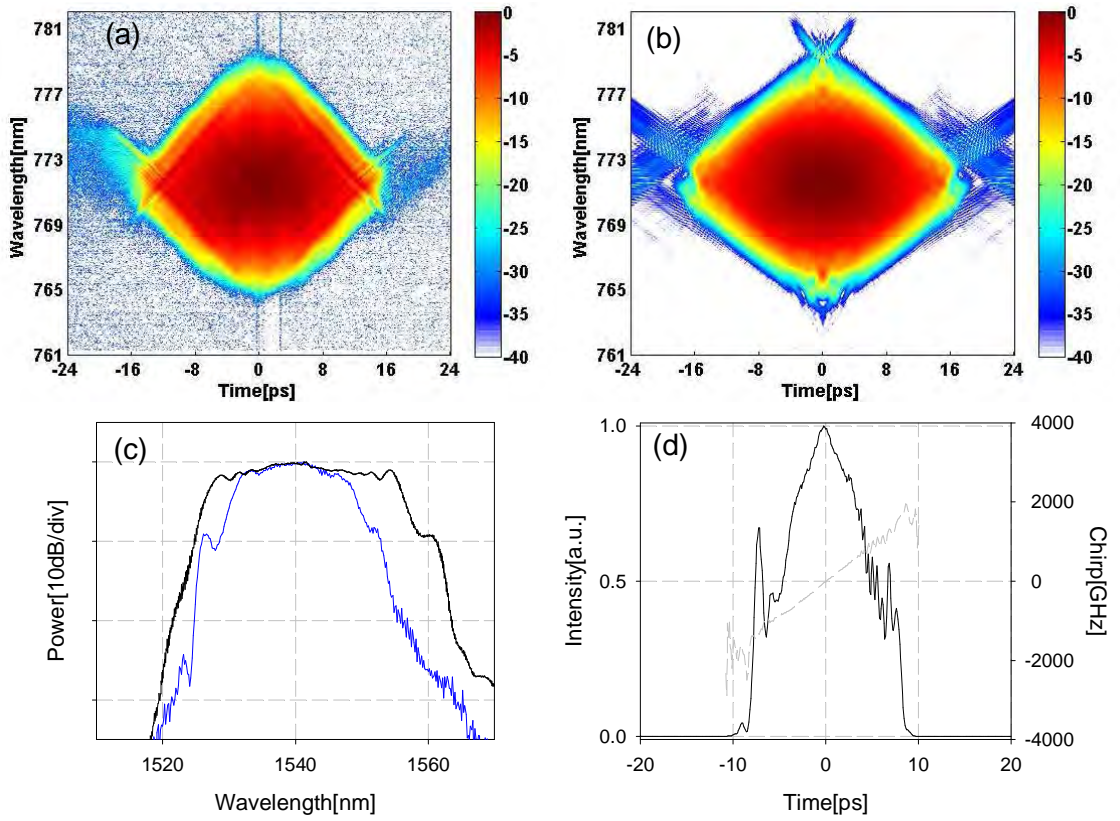 (a)
781
777
773
769
765
761
Wavelength[nm]
-24 -16 -8 0 8 16 24
Time[ps]
0
-5
-10
-15
-20
-25
-30
-35
-40
(b)
781
777
773
769
765
761
Wavelength[nm]
-24 -16 -8 0 8 16 24
Time[ps]
0
-5
-10
-15
-20
-25
-30
-35
-40
(c)
Power[10dB/div]
1520 1540 1560
Wavelength[nm]
(d)
1.0
0.5
0.0
Intensity[a.u.]
4000
2000
0
-2000
-4000
Chirp[GHz]
-20 -10 0 10 20
Time[ps]